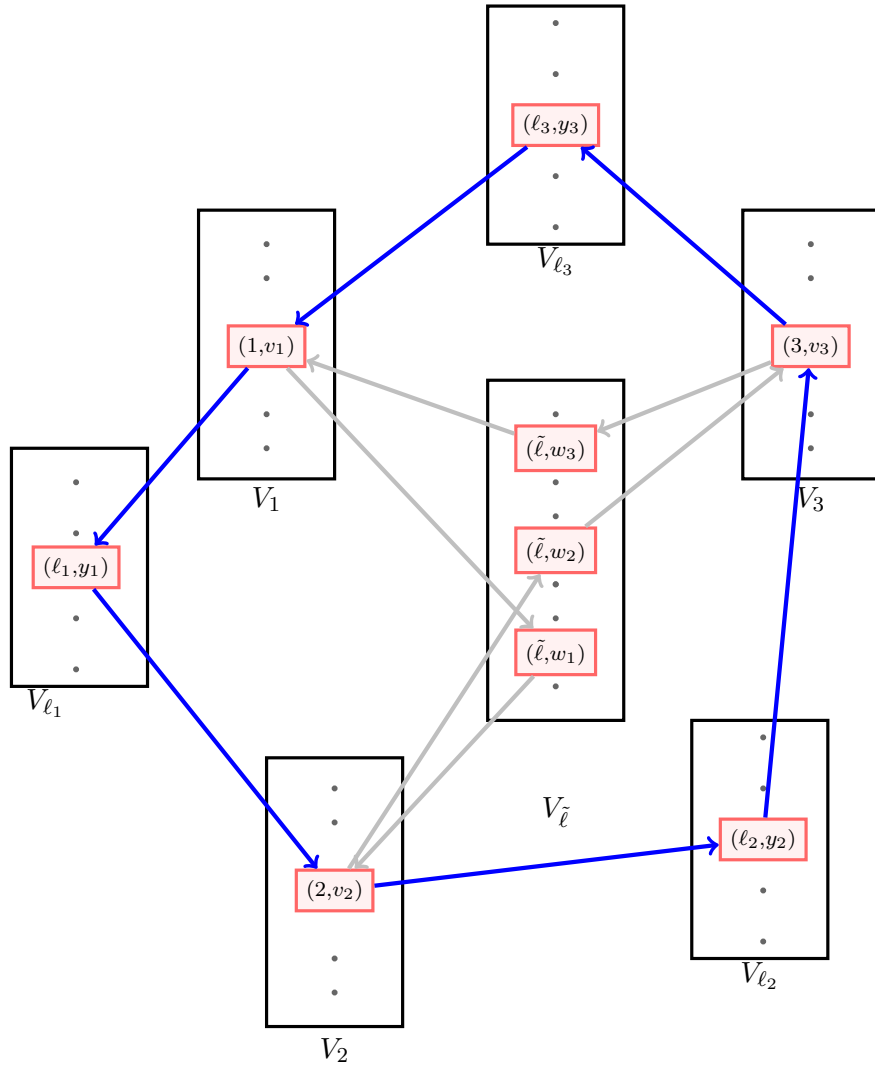 (ℓ₃,y₃)
V_{ℓ₃}
(1,v₁)
(3,v₃)
(ℓ̃,w₃)
V₁
V₃
(ℓ₁,y₁)
(ℓ̃,w₂)
(ℓ̃,w₁)
V_{ℓ₁}
V_{ℓ̃}
(ℓ₂,y₂)
(2,v₂)
V_{ℓ₂}
V₂